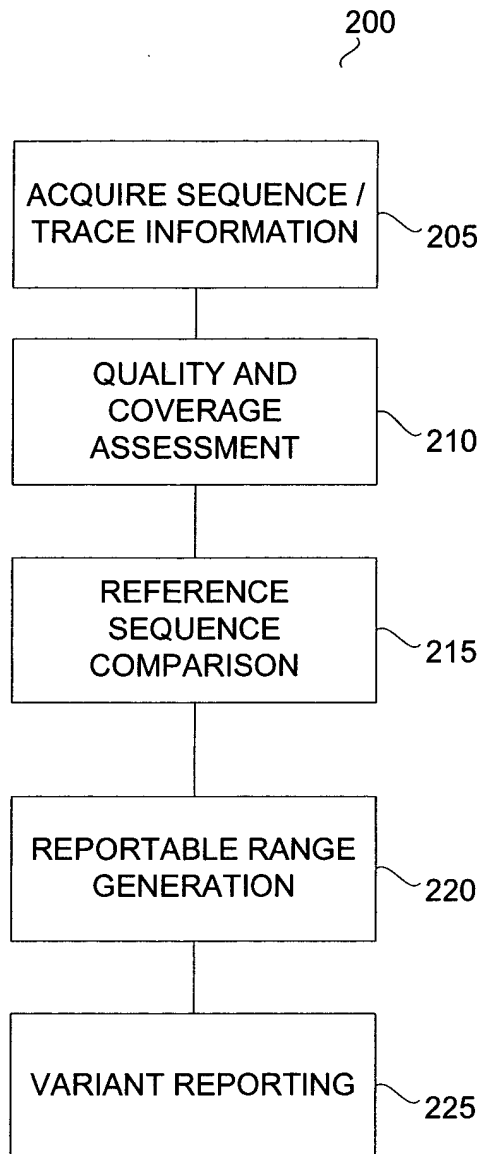 200
ACQUIRE SEQUENCE /
TRACE INFORMATION
205
QUALITY AND
COVERAGE
ASSESSMENT
210
REFERENCE
SEQUENCE
COMPARISON
215
REPORTABLE RANGE
GENERATION
220
VARIANT REPORTING
225